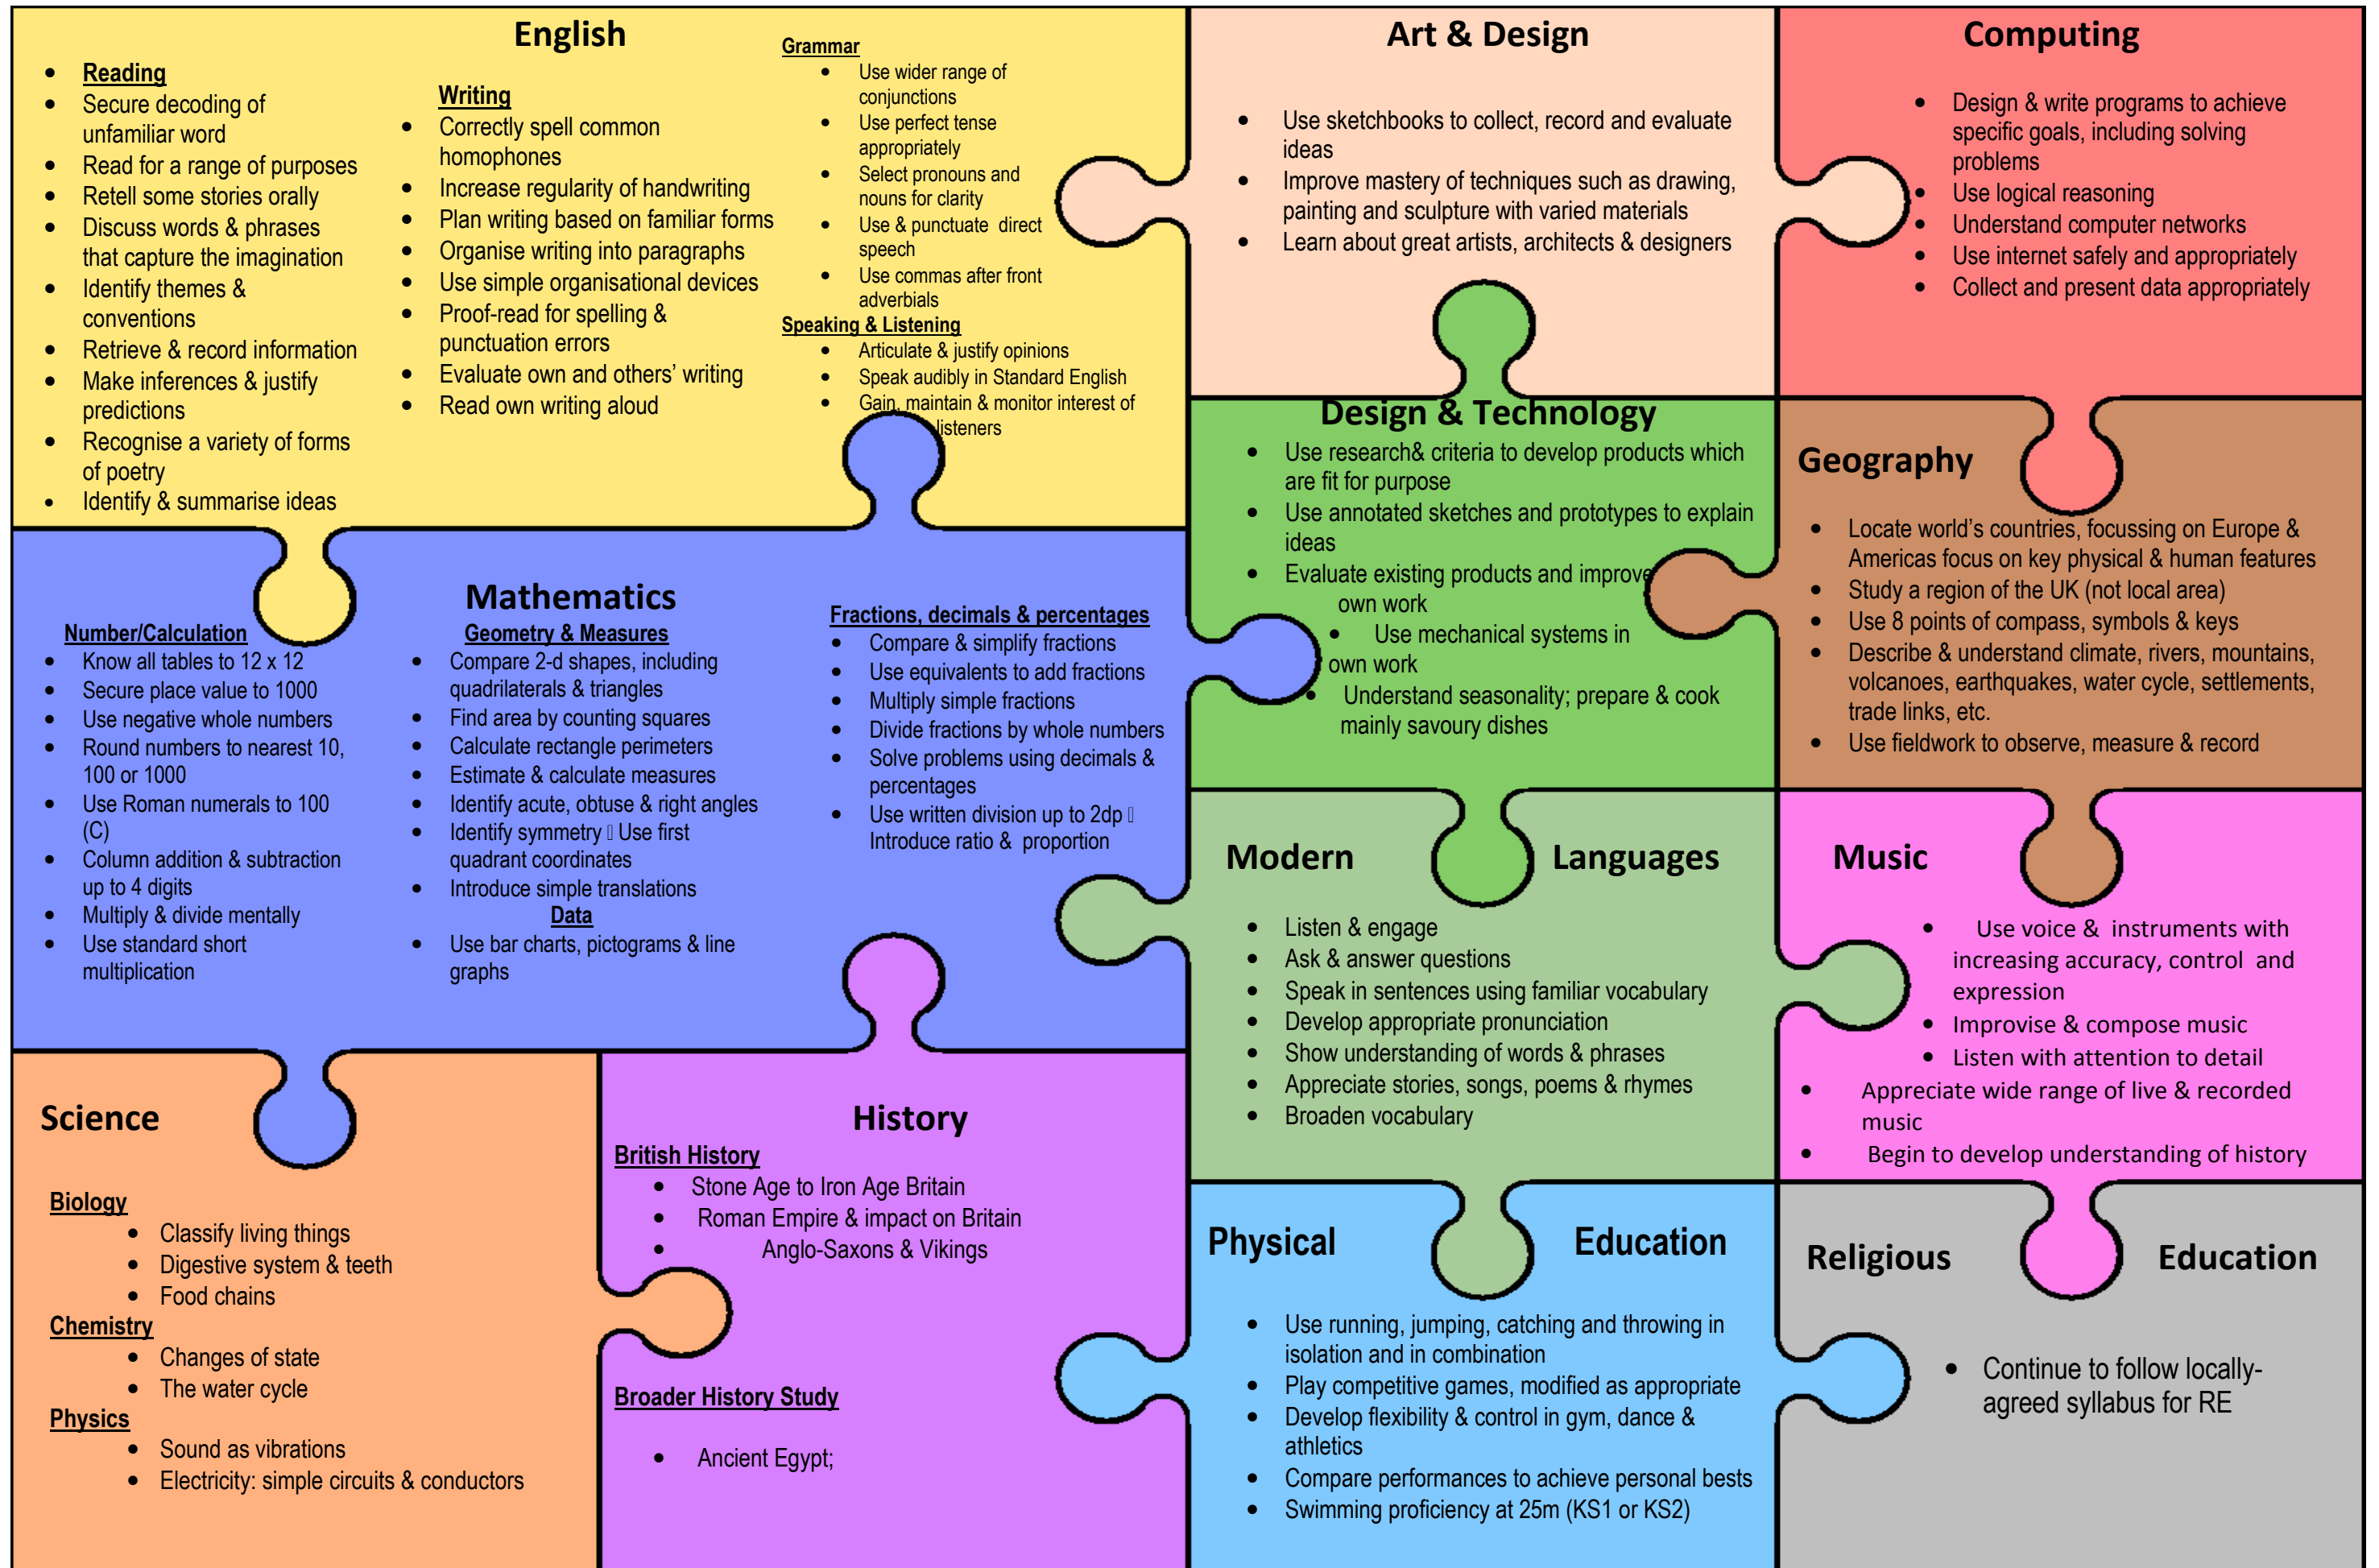 English
• Reading
• Secure decoding of
unfamiliar word
• Read for a range of purposes
• Retell some stories orally
• Discuss words & phrases
that capture the imagination
• Identify themes &
conventions
• Retrieve & record information
• Make inferences & justify
predictions
• Recognise a variety of forms
of poetry
• Identify & summarise ideas
Writing
• Correctly spell common
homophones
• Increase regularity of handwriting
• Plan writing based on familiar forms
• Organise writing into paragraphs
• Use simple organisational devices
• Proof-read for spelling &
punctuation errors
• Evaluate own and others’ writing
• Read own writing aloud
Grammar
• Use wider range of
conjunctions
• Use perfect tense
appropriately
• Select pronouns and
nouns for clarity
• Use & punctuate direct
speech
• Use commas after front
adverbials
Speaking & Listening
• Articulate & justify opinions
• Speak audibly in Standard English
• Gain, maintain & monitor interest of
listeners
Art & Design
• Use sketchbooks to collect, record and evaluate
ideas
• Improve mastery of techniques such as drawing,
painting and sculpture with varied materials
• Learn about great artists, architects & designers
Computing
• Design & write programs to achieve
specific goals, including solving
problems
• Use logical reasoning
• Understand computer networks
• Use internet safely and appropriately
• Collect and present data appropriately
Design & Technology
• Use research& criteria to develop products which
are fit for purpose
• Use annotated sketches and prototypes to explain
ideas
• Evaluate existing products and improve
own work
• Use mechanical systems in
own work
• Understand seasonality; prepare & cook
mainly savoury dishes
Geography
• Locate world’s countries, focussing on Europe &
Americas focus on key physical & human features
• Study a region of the UK (not local area)
• Use 8 points of compass, symbols & keys
• Describe & understand climate, rivers, mountains,
volcanoes, earthquakes, water cycle, settlements,
trade links, etc.
• Use fieldwork to observe, measure & record
Mathematics
Number/Calculation
• Know all tables to 12 x 12
• Secure place value to 1000
• Use negative whole numbers
• Round numbers to nearest 10,
100 or 1000
• Use Roman numerals to 100
(C)
• Column addition & subtraction
up to 4 digits
• Multiply & divide mentally
• Use standard short
multiplication
Geometry & Measures
• Compare 2-d shapes, including
quadrilaterals & triangles
• Find area by counting squares
• Calculate rectangle perimeters
• Estimate & calculate measures
• Identify acute, obtuse & right angles
• Identify symmetry ▯ Use first
quadrant coordinates
• Introduce simple translations
Data
• Use bar charts, pictograms & line
graphs
Fractions, decimals & percentages
• Compare & simplify fractions
• Use equivalents to add fractions
• Multiply simple fractions
• Divide fractions by whole numbers
• Solve problems using decimals &
percentages
• Use written division up to 2dp ▯
Introduce ratio & proportion
Modern Languages
• Listen & engage
• Ask & answer questions
• Speak in sentences using familiar vocabulary
• Develop appropriate pronunciation
• Show understanding of words & phrases
• Appreciate stories, songs, poems & rhymes
• Broaden vocabulary
Music
• Use voice & instruments with
increasing accuracy, control and
expression
• Improvise & compose music
• Listen with attention to detail
• Appreciate wide range of live & recorded
music
• Begin to develop understanding of history
Science
Biology
• Classify living things
• Digestive system & teeth
• Food chains
Chemistry
• Changes of state
• The water cycle
Physics
• Sound as vibrations
• Electricity: simple circuits & conductors
History
British History
• Stone Age to Iron Age Britain
• Roman Empire & impact on Britain
• Anglo-Saxons & Vikings
Broader History Study
• Ancient Egypt;
Physical Education
• Use running, jumping, catching and throwing in
isolation and in combination
• Play competitive games, modified as appropriate
• Develop flexibility & control in gym, dance &
athletics
• Compare performances to achieve personal bests
• Swimming proficiency at 25m (KS1 or KS2)
Religious Education
• Continue to follow locally-
agreed syllabus for RE